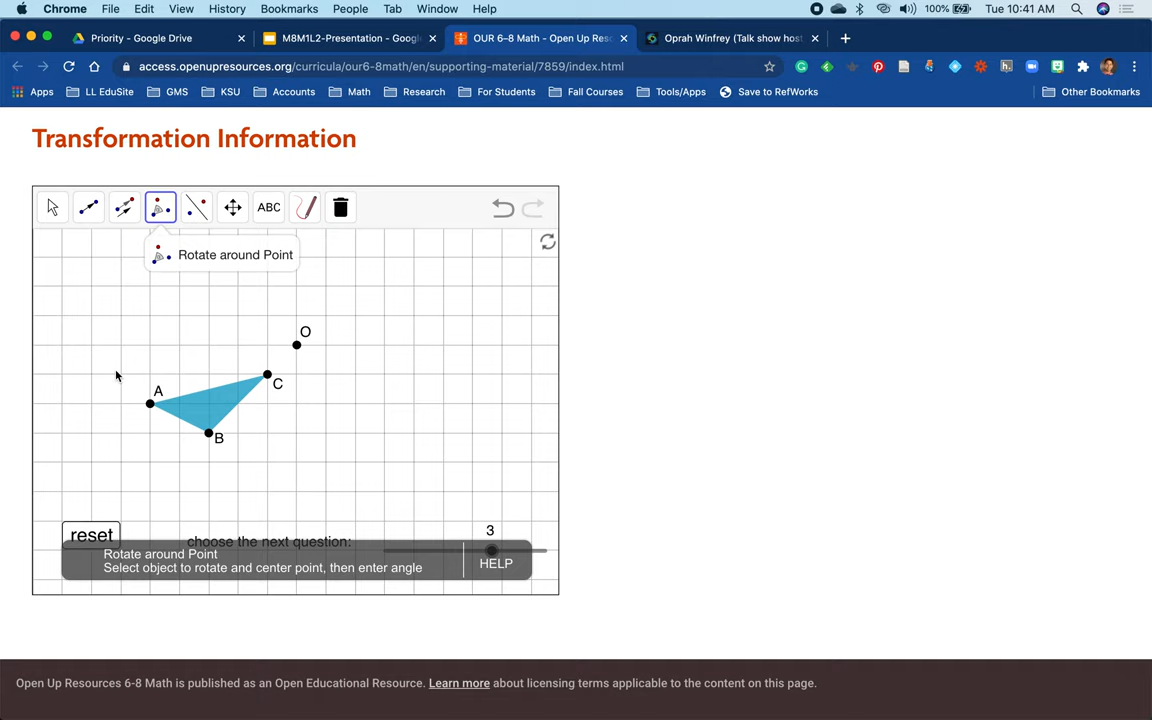 Chrome File Edit View History Bookmarks People Tab Window Help 100% Tue 10:41 AM
Priority - Google Drive M8M1L2-Presentation - Googl OUR 6–8 Math - Open Up Reso Oprah Winfrey (Talk show host
access.openupresources.org/curricula/our6-8math/en/supporting-material/7859/index.html
Apps LL EduSite GMS KSU Accounts Math Research For Students Fall Courses Tools/Apps Save to RefWorks Other Bookmarks
Transformation Information
ABC
Rotate around Point
O
A
C
B
3
reset choose the next question:
Rotate around Point
Select object to rotate and center point, then enter angle
HELP
Open Up Resources 6-8 Math is published as an Open Educational Resource. Learn more about licensing terms applicable to the content on this page.